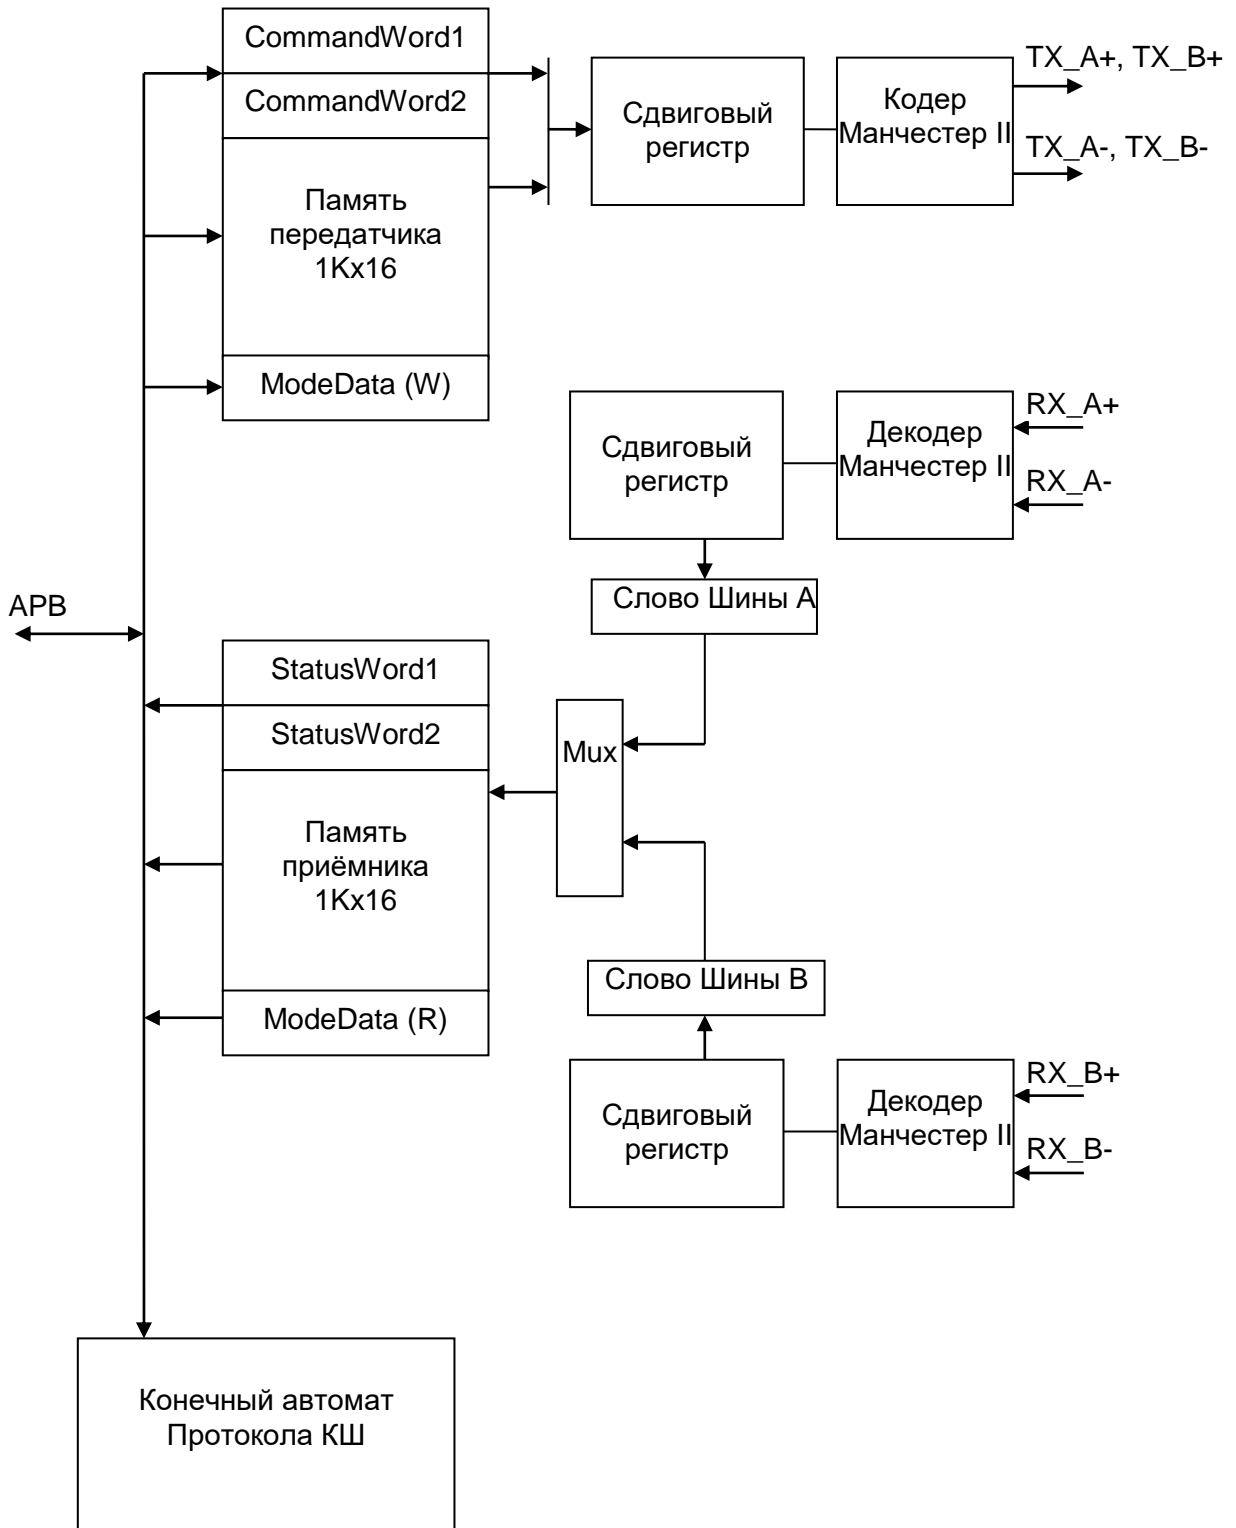 CommandWord1
CommandWord2
Память
передатчика
1Kx16
ModeData (W)
Сдвиговый
регистр
Кодер
Манчестер II
TX_A+, TX_B+
TX_A-, TX_B-
Сдвиговый
регистр
Декодер
Манчестер II
RX_A+
RX_A-
Слово Шины А
APB
StatusWord1
StatusWord2
Память
приёмника
1Kx16
ModeData (R)
Mux
Слово Шины В
Сдвиговый
регистр
Декодер
Манчестер II
RX_B+
RX_B-
Конечный автомат
Протокола КШ